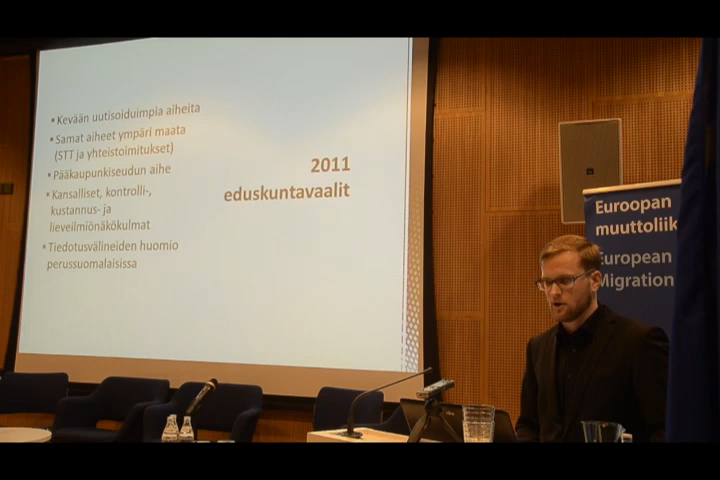 ▪ Kevään uutisoiduimpia aiheita
▪ Samat aiheet ympäri maata
(STT ja yhteistoimitukset)
▪ Pääkaupunkiseudun aihe
▪ Kansalliset, kontrolli-,
kustannus- ja
lieveilmiönäkökulmat
▪ Tiedotusvälineiden huomio
perussuomalaisissa
2011
eduskuntavaalit
Euroopan
muuttoliik
European
Migration